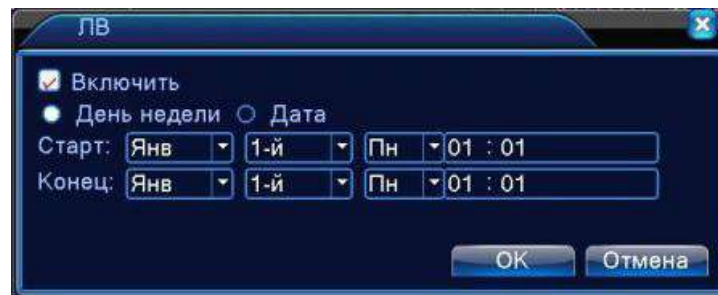 ЛВ
Включить
День недели Дата
Старт: Янв 1-й Пн 01 : 01
Конец: Янв 1-й Пн 01 : 01
OK Отмена